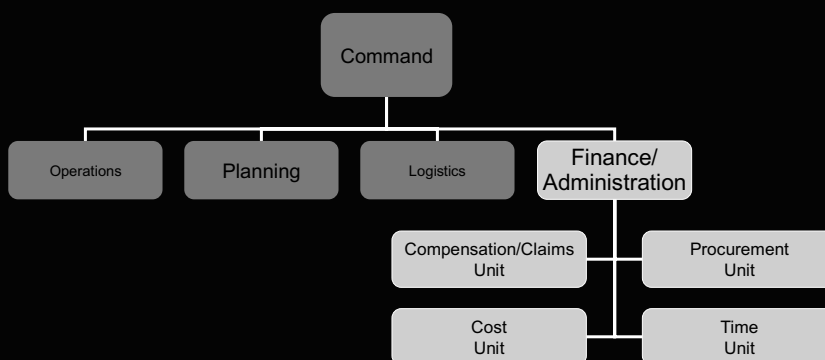 Command
Operations
Planning
Logistics
Finance/
Administration
Compensation/Claims
Unit
Procurement
Unit
Cost
Unit
Time
Unit